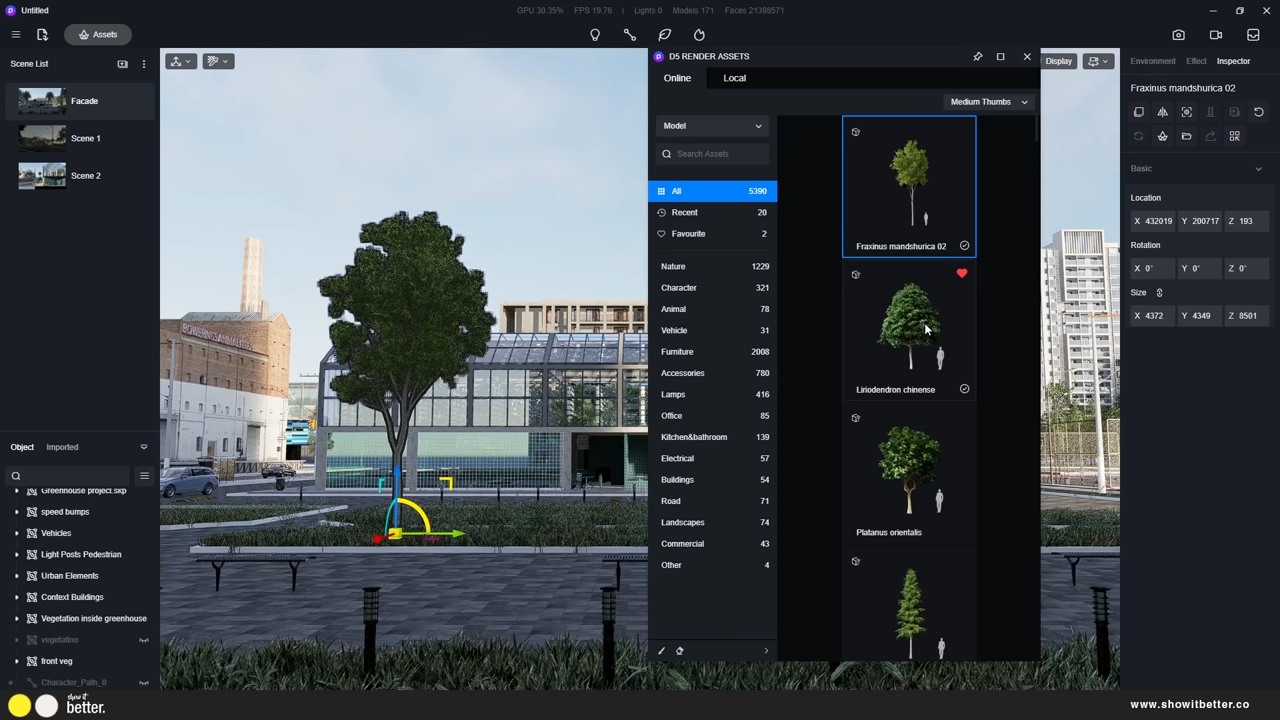 Untitled
GPU 30.35%
FPS 19.76
Lights 0
Models 171
Faces 21398571
Assets
Scene List
Facade
Scene 1
Scene 2
Object
Imported
Greenhouse project.skp
speed bumps
Vehicles
Light Posts Pedestrian
Urban Elements
Context Buildings
Vegetation inside greenhouse
vegetatino
front veg
Character_Path_0
D5 RENDER ASSETS
Online
Local
Medium Thumbs
Model
Search Assets
All 5390
Recent 20
Favourite 2
Nature 1229
Character 321
Animal 78
Vehicle 31
Furniture 2008
Accessories 780
Lamps 416
Office 85
Kitchen&bathroom 139
Electrical 57
Buildings 54
Road 71
Landscapes 74
Commercial 43
Other 4
Fraxinus mandshurica 02
Liriodendron chinense
Platanus orientalis
Display
Environment
Effect
Inspector
Fraxinus mandshurica 02
Basic
Location
X 432019 Y 200717 Z 193
Rotation
X 0° Y 0° Z 0°
Size
X 4372 Y 4349 Z 8501
show it
better.
www.showitbetter.co